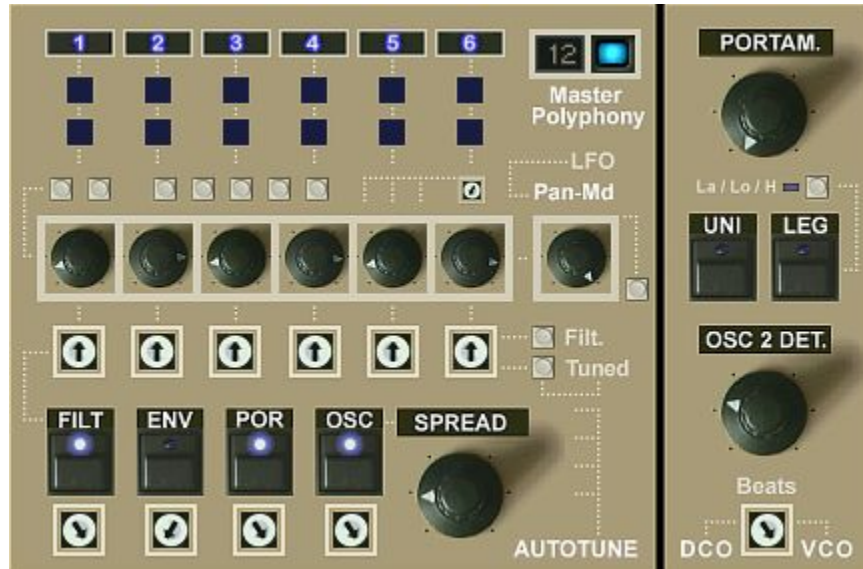 1 2 3 4 5 6
12
Master
Polyphony
LFO
Pan-Md
Filt.
Tuned
FILT ENV POR OSC SPREAD
AUTOTUNE
PORTAM.
La / Lo / H
UNI LEG
OSC 2 DET.
Beats
DCO VCO